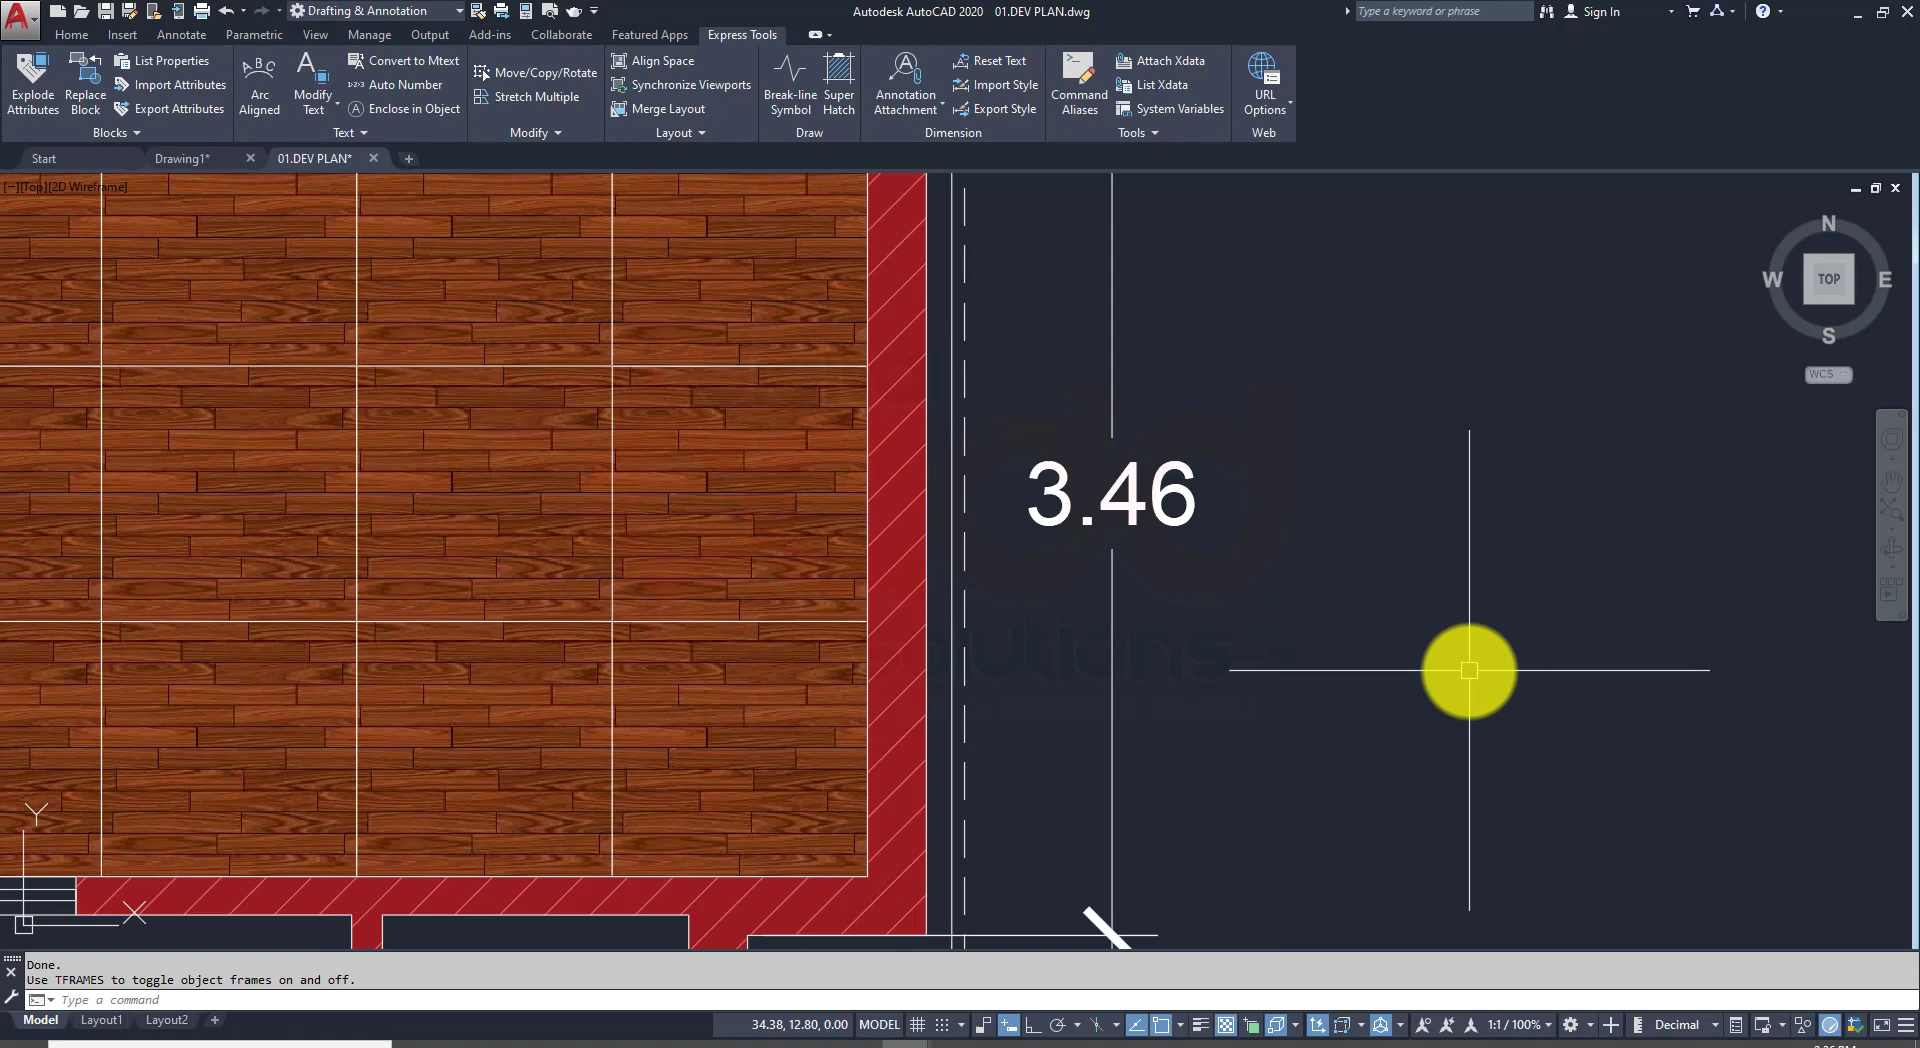 Drafting & Annotation
Autodesk AutoCAD 2020 01.DEV PLAN.dwg
Type a keyword or phrase
Sign In
Home Insert Annotate Parametric View Manage Output Add-ins Collaborate Featured Apps Express Tools
Explode Attributes
Replace Block
List Properties
Import Attributes
Export Attributes
Blocks
Arc Aligned
Modify Text
Convert to Mtext
Auto Number
Enclose in Object
Text
Move/Copy/Rotate
Stretch Multiple
Modify
Align Space
Synchronize Viewports
Merge Layout
Layout
Break-line Symbol
Super Hatch
Draw
Annotation Attachment
Reset Text
Import Style
Export Style
Dimension
Command Aliases
Attach Xdata
List Xdata
System Variables
Tools
URL Options
Web
Start Drawing1* 01.DEV PLAN*
[−][Top][2D Wireframe]
N
W TOP E
S
WCS
3.46
olutions
Y
X
Done.
Use TFRAMES to toggle object frames on and off.
Type a command
Model Layout1 Layout2
34.38, 12.80, 0.00 MODEL 1:1 / 100% Decimal